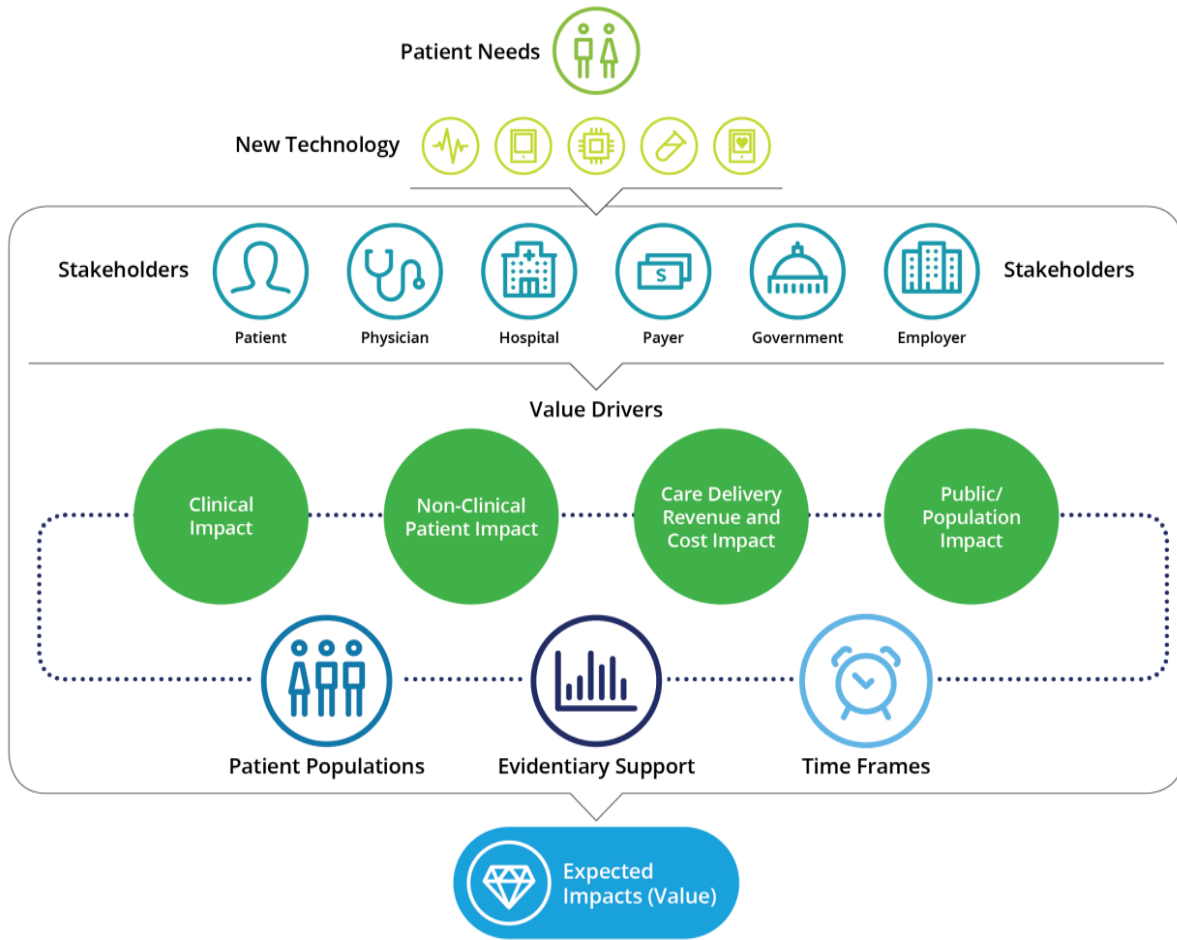 Patient Needs
New Technology
Stakeholders
Stakeholders
S
Patient
Physician
Hospital
Payer
Government
Employer
Value Drivers
Clinical
Impact
Non-Clinical
Patient Impact
Care Delivery
Revenue and
Cost Impact
Public/
Population
Impact
Patient Populations
Evidentiary Support
Time Frames
Expected
Impacts (Value)